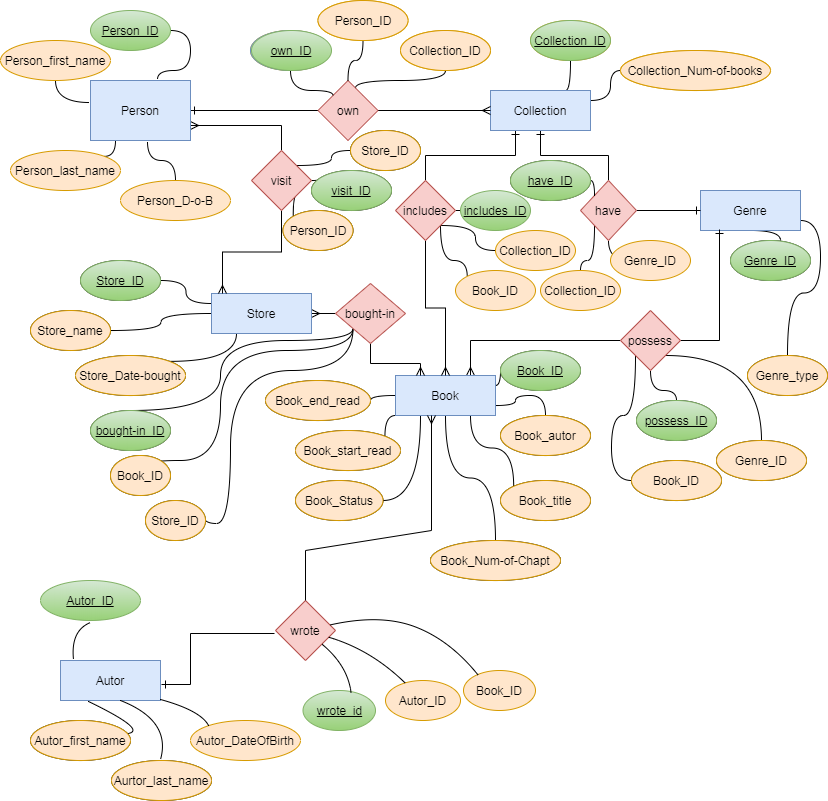 Person_ID
Person_ID
own_ID
Collection_ID
Collection_ID
Person_first_name
Collection_Num-of-books
Person
own
Collection
Person_last_name
Person_D-o-B
visit
Store_ID
visit_ID
Person_ID
includes
includes_ID
Collection_ID
Book_ID
have_ID
have
Collection_ID
Genre_ID
Genre
Genre_ID
Genre_type
Store_ID
Store_name
Store
Store_Date-bought
bought-in
bought-in_ID
Book_ID
Store_ID
possess
possess_ID
Book_ID
Genre_ID
Book_end_read
Book
Book_ID
Book_start_read
Book_autor
Book_Status
Book_title
Book_Num-of-Chapt
Autor_ID
wrote
Autor
wrote_id
Autor_ID
Book_ID
Autor_first_name
Autor_DateOfBirth
Aurtor_last_name